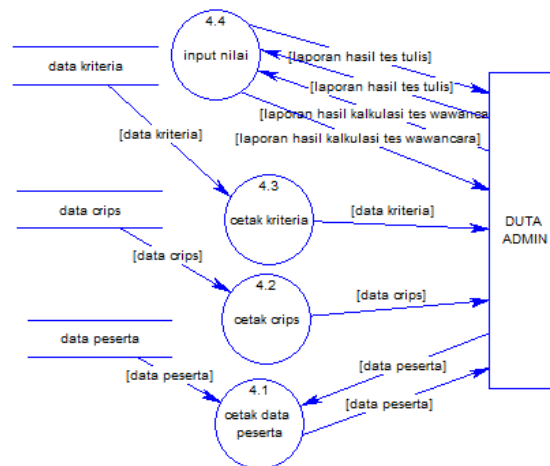 4.4
input nilai
[laporan hasil tes tulis]
data kriteria
[laporan hasil tes tulis]
[laporan hasil kalkulasi tes wawanca
[data kriteria]
[laporan hasil kalkulasi tes wawancara]
4.3
cetak kriteria
[data kriteria]
data crips
DUTA
ADMIN
[data crips]
4.2
cetak crips
[data crips]
data peserta
[data peserta]
[data peserta]
4.1
cetak data
peserta
[data peserta]